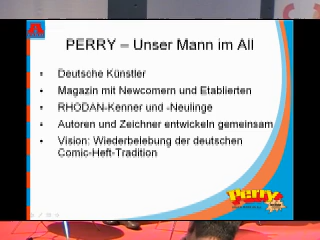 PERRY – Unser Mann im All
• Deutsche Künstler
• Magazin mit Newcomern und Etablierten
• RHODAN-Kenner und -Neulinge
• Autoren und Zeichner entwickeln gemeinsam
• Vision: Wiederbelebung der deutschen
Comic-Heft-Tradition
Perry